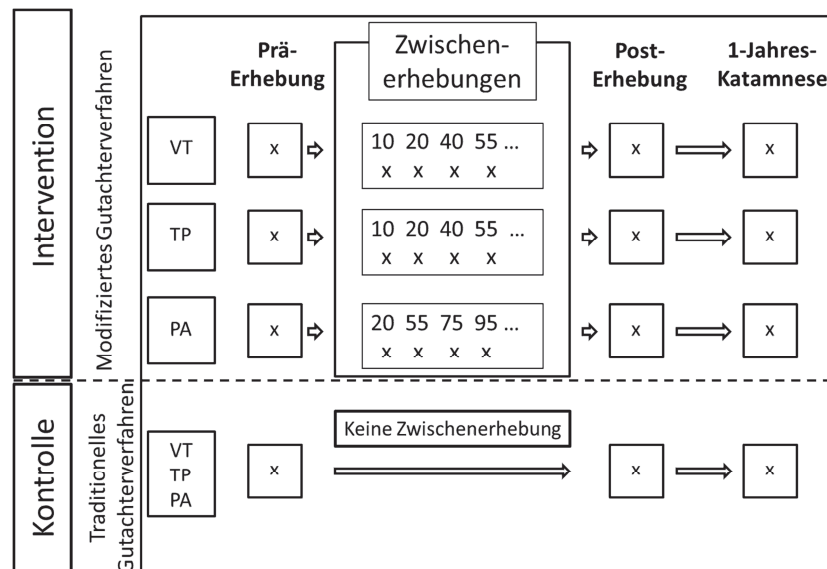 Prä-
Erhebung
Zwischen-
erhebungen
Post-
Erhebung
1-Jahres-
Katamnese
Intervention
Modifiziertes Gutachterverfahren
VT
x
10 20 40 55 ...
x x x x
x
x
TP
x
10 20 40 55 ...
x x x x
x
x
PA
x
20 55 75 95 ...
x x x x
x
x
Kontrolle
Traditionelles
Gutachterverfahren
VT
TP
PA
x
Keine Zwischenerhebung
x
x